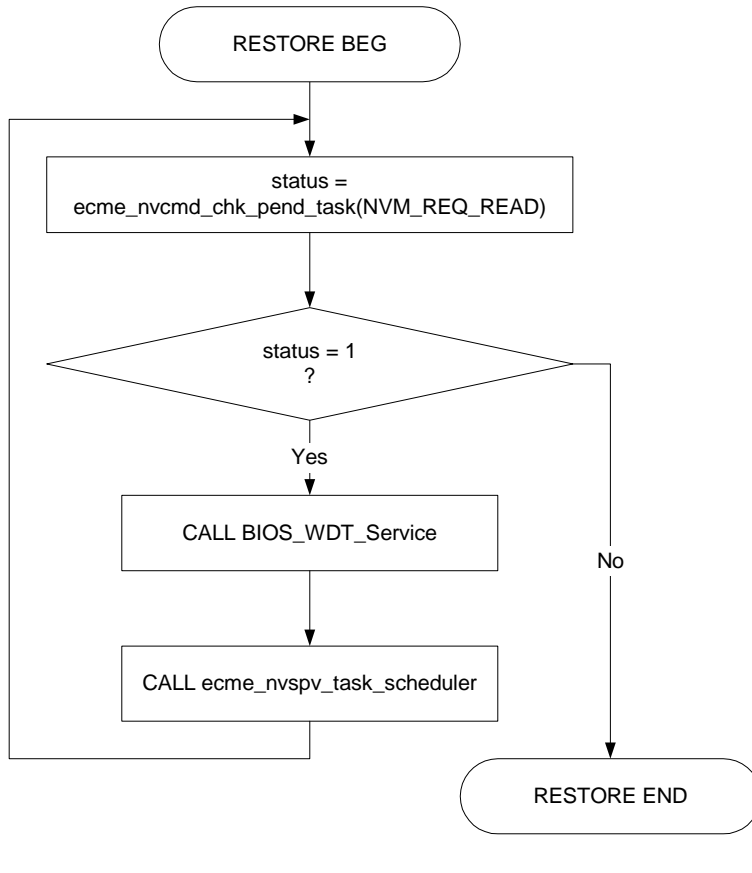 RESTORE BEG
status =
ecme_nvcmd_chk_pend_task(NVM_REQ_READ)
status = 1
?
Yes
CALL BIOS_WDT_Service
No
CALL ecme_nvspv_task_scheduler
RESTORE END